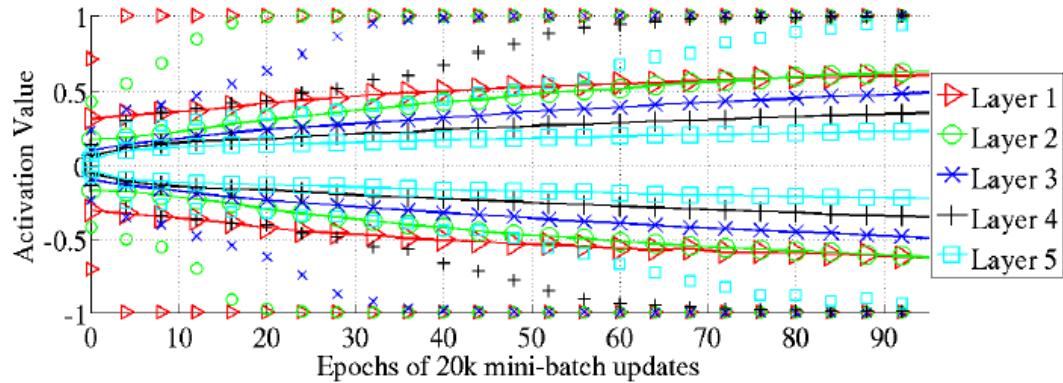 Activation Value
1
0.5
0
-0.5
-1
0 10 20 30 40 50 60 70 80 90
Epochs of 20k mini-batch updates
Layer 1
Layer 2
Layer 3
Layer 4
Layer 5